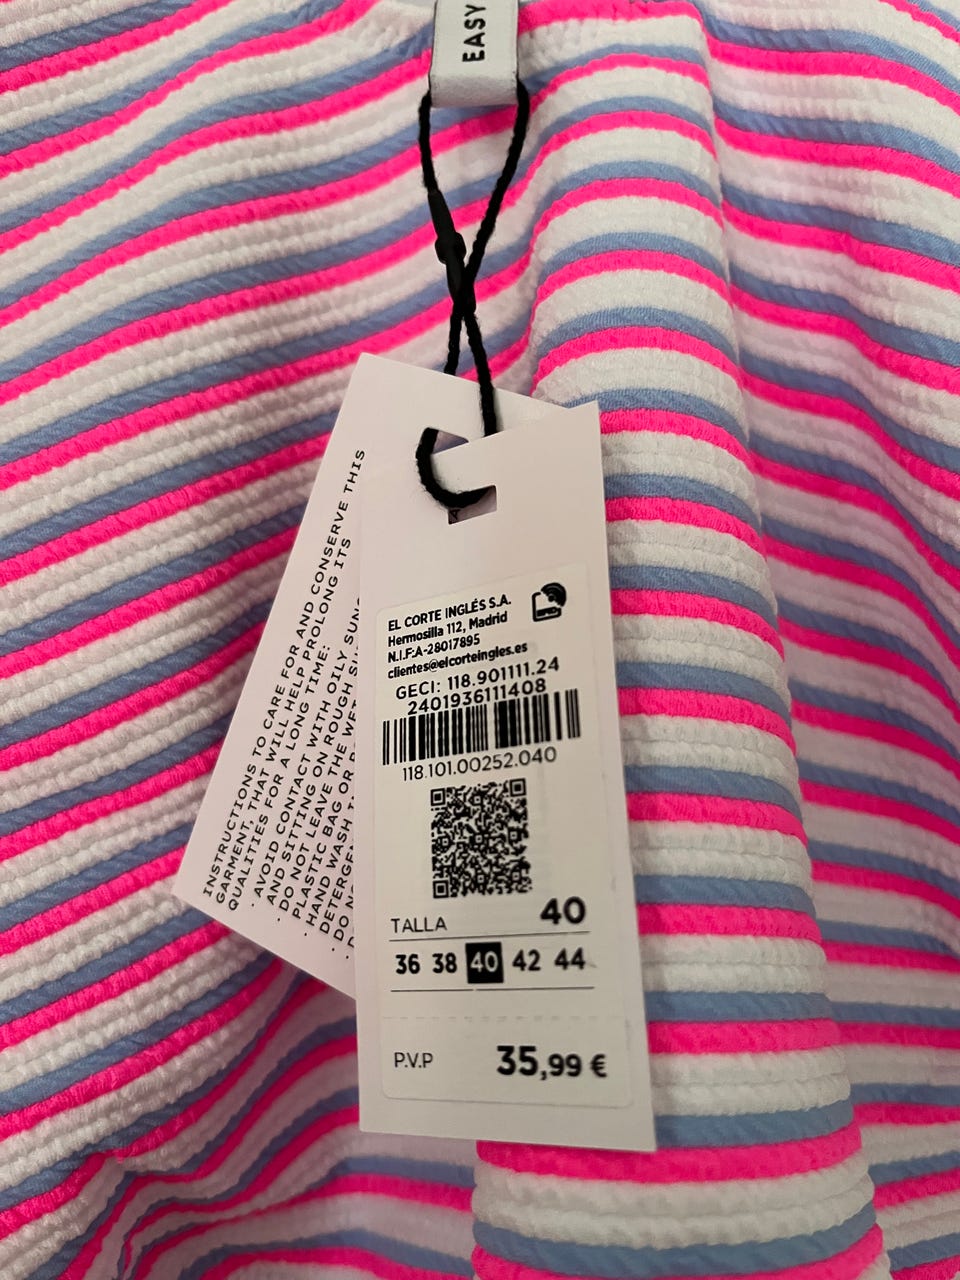 EASY
EL CORTE INGLÉS S.A.
Hermosilla 112, Madrid
N.I.F:A-28017895
clientes@elcorteingles.es
GECI: 118.901111.24
2401936111408
118.101.00252.040
TALLA 40
36 38 40 42 44
P.V.P 35,99 €
INSTRUCTIONS TO CARE FOR AND CONSERVE THIS
GARMENT, THAT WILL HELP PROLONG ITS
QUALITIES FOR A LONG TIME:
· AVOID CONTACT WITH OILY
AND SITTING ON ROUGH
· DO NOT LEAVE THE WET
PLASTIC BAG OR
· HAND WASH
DETERGEN
· DO